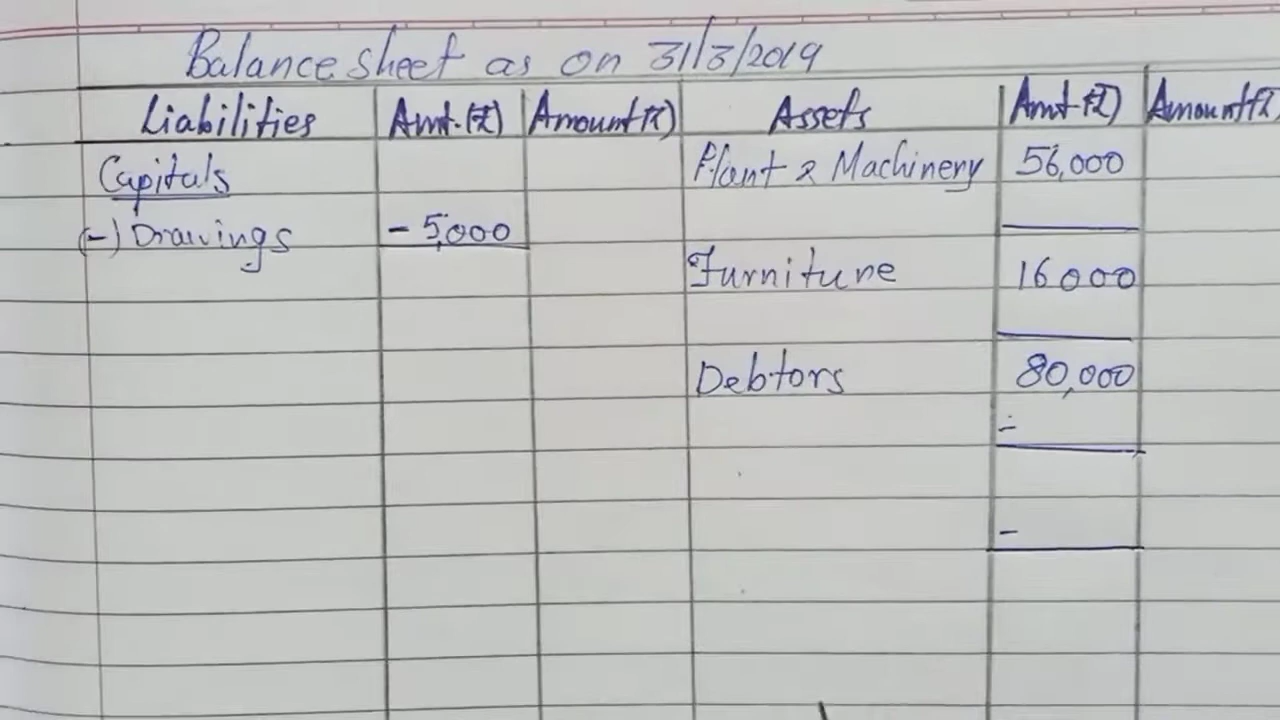 Balance sheet as on 31/3/2019
Liabilities Amt.(₹) Amount(₹) Assets Amt.(₹) Amount(₹
Capitals Plant & Machinery 56,000
(-) Drawings - 5,000
Furniture 16000
Debtors 80,000
-
-